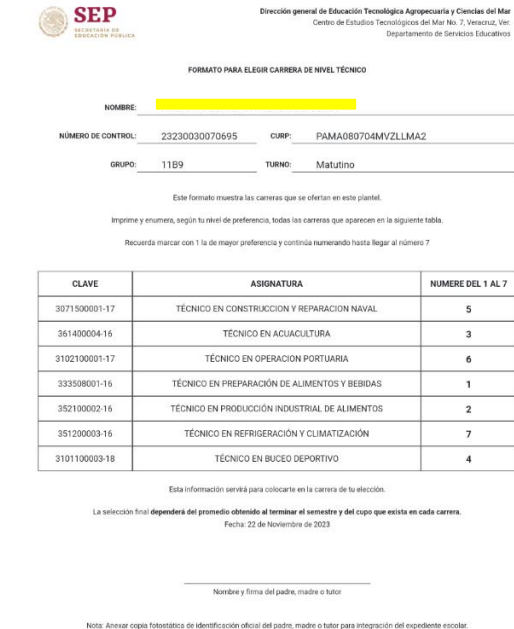 SEP
SECRETARÍA DE
EDUCACIÓN PÚBLICA
Dirección general de Educación Tecnológica Agropecuaria y Ciencias del Mar
Centro de Estudios Tecnológicos del Mar No. 7, Veracruz, Ver.
Departamento de Servicios Educativos
FORMATO PARA ELEGIR CARRERA DE NIVEL TÉCNICO
NOMBRE:
NÚMERO DE CONTROL: 23230030070695 CURP: PAMA080704MVZLLMA2
GRUPO: 11B9 TURNO: Matutino
Este formato muestra las carreras que se ofertan en este plantel.
Imprime y enumera, según tu nivel de preferencia, todas las carreras que aparecen en la siguiente tabla.
Recuerda marcar con 1 la de mayor preferencia y continúa numerando hasta llegar al número 7
CLAVE ASIGNATURA NUMERE DEL 1 AL 7
3071500001-17 TÉCNICO EN CONSTRUCCION Y REPARACION NAVAL 5
361400004-16 TÉCNICO EN ACUACULTURA 3
3102100001-17 TÉCNICO EN OPERACION PORTUARIA 6
333508001-16 TÉCNICO EN PREPARACIÓN DE ALIMENTOS Y BEBIDAS 1
352100002-16 TÉCNICO EN PRODUCCIÓN INDUSTRIAL DE ALIMENTOS 2
351200003-16 TÉCNICO EN REFRIGERACIÓN Y CLIMATIZACIÓN 7
3101100003-18 TÉCNICO EN BUCEO DEPORTIVO 4
Esta información servirá para colocarte en la carrera de tu elección.
La selección final dependerá del promedio obtenido al terminar el semestre y del cupo que exista en cada carrera.
Fecha: 22 de Noviembre de 2023
Nombre y firma del padre, madre o tutor
Nota: Anexar copia fotostática de identificación oficial del padre, madre o tutor para integración del expediente escolar.